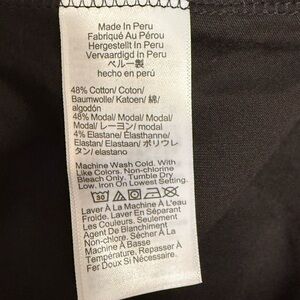 Made In Peru
Fabriqué Au Pérou
Hergestellt In Peru
Vervaardigd in Peru
ペルー製
hecho en perú
48% Cotton/ Coton/
Baumwolle/ Katoen/ 綿/
algodón
48% Modal/ Modal/ Modal/
Modal/ レーヨン/ modal
4% Elastane/ Élasthanne/
Elastan/ Elastaan/ ポリウレ
タン/ elastano
Machine Wash Cold. With
Like Colors. Non-chlorine
Bleach Only. Tumble Dry
Low. Iron On Lowest Setting.
30
Laver À La Machine À L'eau
Froide. Laver En Séparant
Les Couleurs. Seulement
Agent De Blanchiment
Non-chlore. Sécher À La
Machine À Basse
Température. Repasser À
Fer Doux Si Nécessaire.